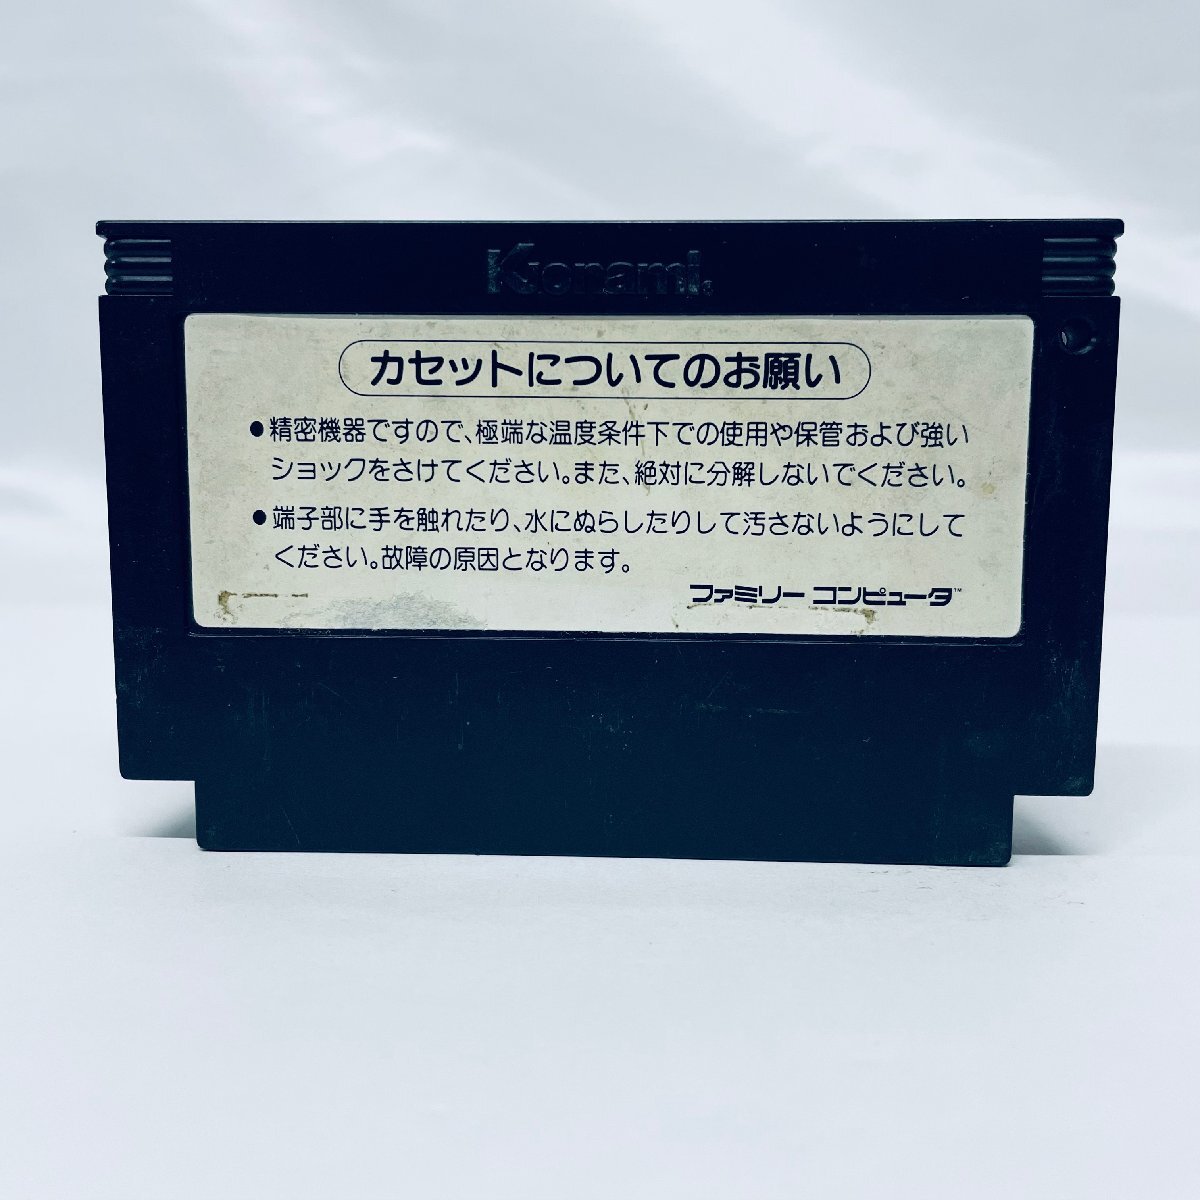 Konami
カセットについてのお願い
●精密機器ですので、極端な温度条件下での使用や保管および強い
ショックをさけてください。また、絶対に分解しないでください。
●端子部に手を触れたり、水にぬらしたりして汚さないようにして
ください。故障の原因となります。
ファミリー コンピュータ™